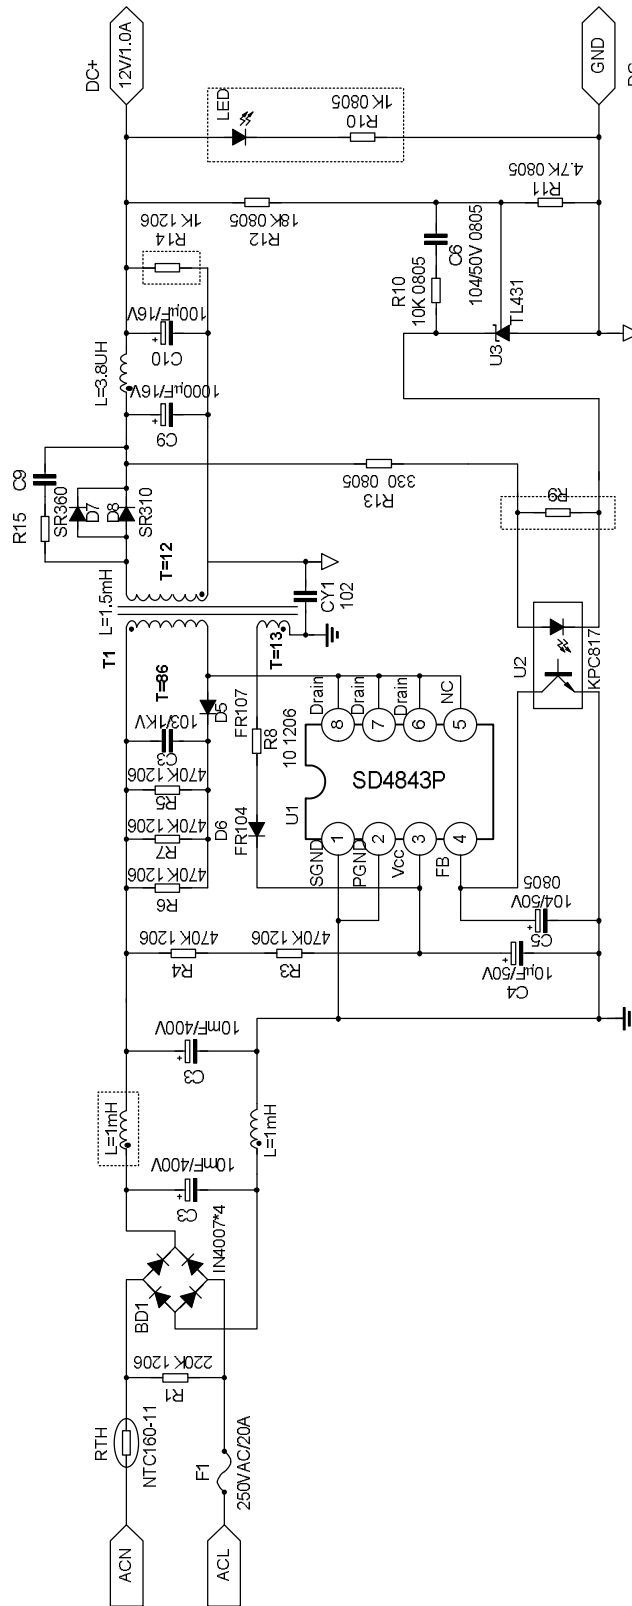 ACN
ACL
RTH
NTC160-11
F1
250VAC/20A
R1
220K 1206
BD1
IN4007*4
C3
10mF/400V
L=1mH
L=1mH
C3
10mF/400V
R4
470K 1206
R3
470K 1206
C4
10µF/50V
C5
104/50V
0805
R6
470K 1206
R7
470K 1206
R5
470K 1206
C3
103/1KV
D6
FR104
D5
FR107
R8
10 1206
U1
SD4843P
SGND
PGND
Vcc
FB
1
2
3
4
8
7
6
5
Drain
Drain
Drain
NC
T1
T=86
T=13
T=12
L=1.5mH
CY1
102
U2
KPC817
R9
R15
C9
SR360
D7
D8
SR310
R13
330 0805
C9
1000µF/16V
L=3.8UH
C10
100µF/16V
R14
1K 1206
R12
18K 0805
R10
10K 0805
C6
104/50V 0805
U3
TL431
R11
4.7K 0805
LED
R10
1K 0805
DC+
12V/1.0A
GND